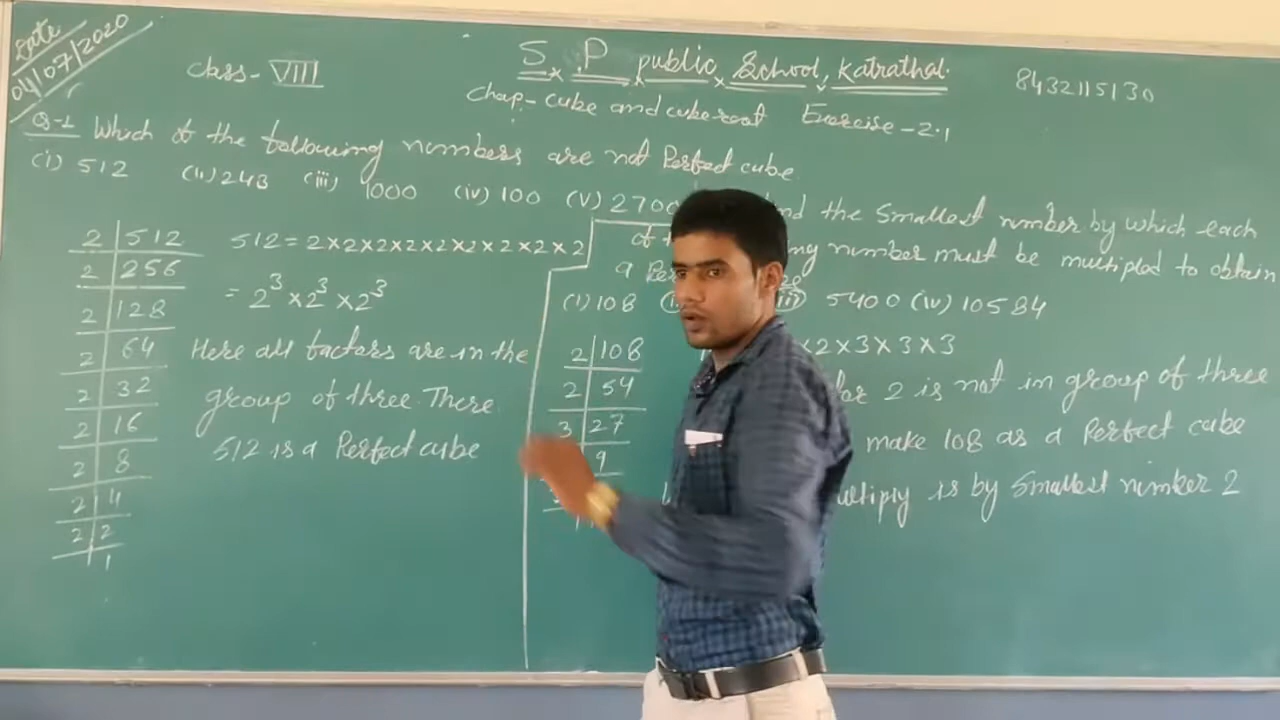 Date
04/07/2020
Class - VIII
S. P public School, Katrathal.
8432115130
Chap - cube and cube root Exercise - 2.1
Q-1 Which of the following numbers are not Perfect cube
(i) 512 (ii) 243 (iii) 1000 (iv) 100 (v) 2700
2 | 512
2 | 256
2 | 128
2 | 64
2 | 32
2 | 16
2 | 8
2 | 4
2 | 2
1
512 = 2×2×2×2×2×2×2×2×2
= 2³×2³×2³
Here all factors are in the
group of three. There
512 is a Perfect cube
the smallest number by which each
of number must be multipled to obtain
a
(i) 108 (iii) 5400 (iv) 10584
2 | 108
2 | 54
3 | 27
9
×2×3×3×3
2 is not in group of three
make 108 as a Perfect cube
is by smallest number 2